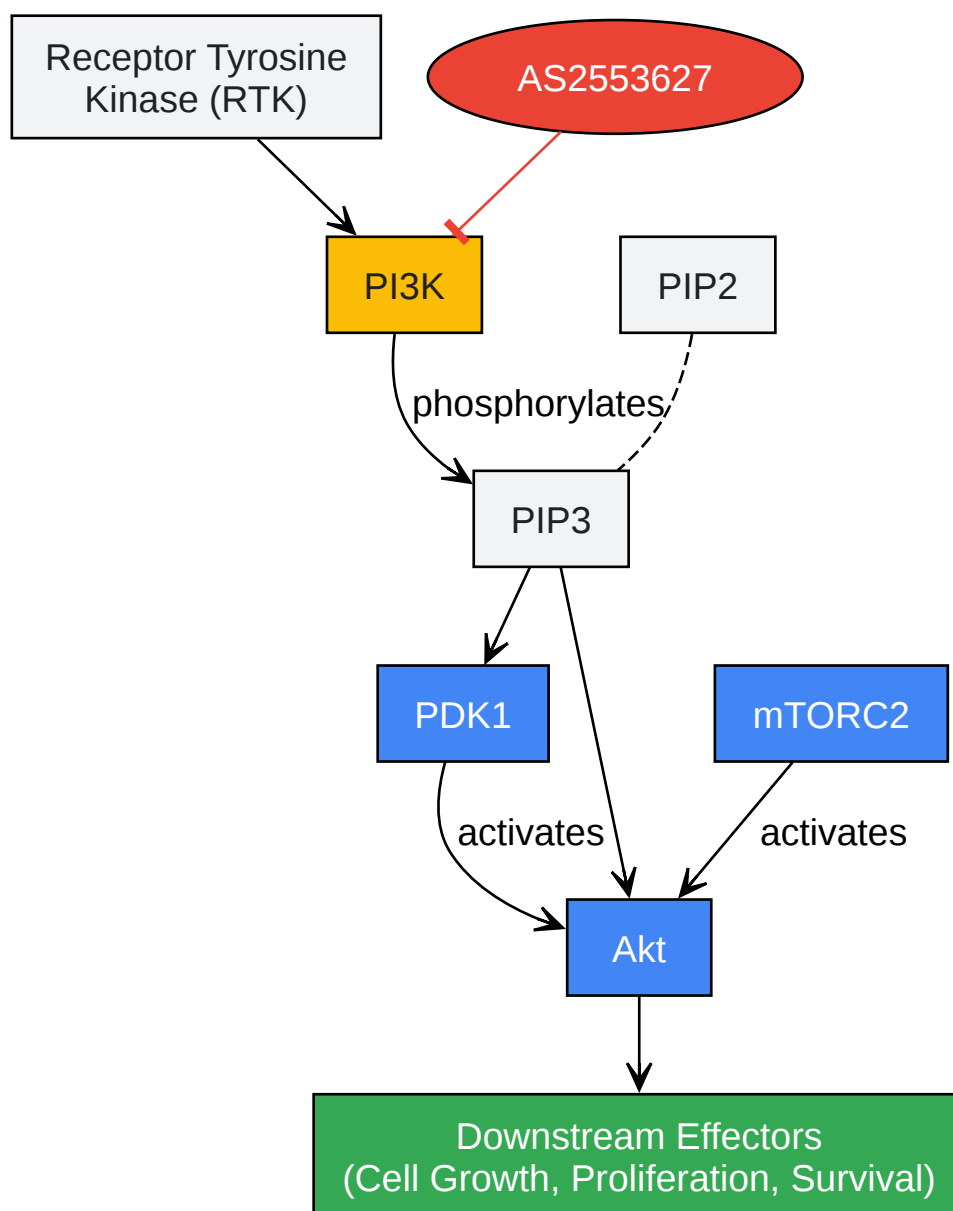 Receptor Tyrosine
Kinase (RTK)
AS2553627
PI3K
PIP2
phosphorylates
PIP3
PDK1
mTORC2
activates
activates
Akt
Downstream Effectors
(Cell Growth, Proliferation, Survival)